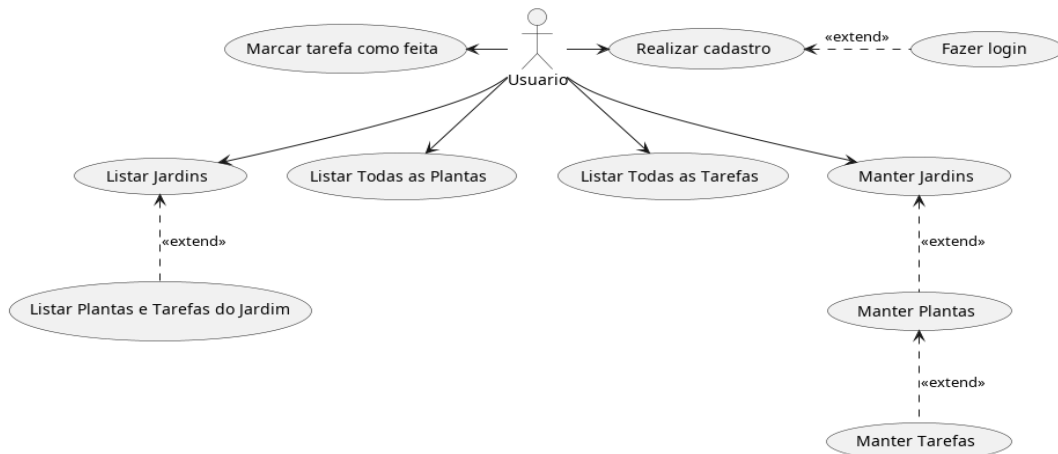 Marcar tarefa como feita
Usuario
Realizar cadastro
«extend»
Fazer login
Listar Jardins
Listar Todas as Plantas
Listar Todas as Tarefas
Manter Jardins
«extend»
«extend»
Listar Plantas e Tarefas do Jardim
Manter Plantas
«extend»
Manter Tarefas